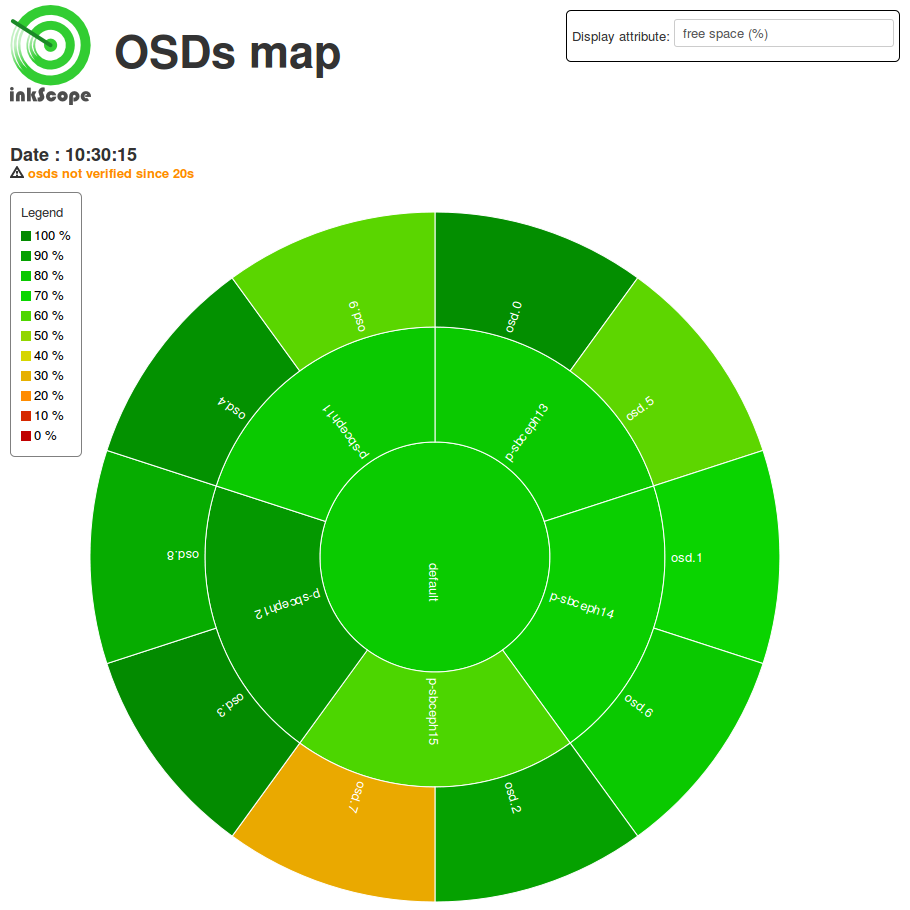 inkScope
OSDs map
Display attribute: free space (%)
Date : 10:30:15
osds not verified since 20s
Legend
100 %
90 %
80 %
70 %
60 %
50 %
40 %
30 %
20 %
10 %
0 %
osd.9
osd.0
osd.4
osd.5
p-sbceph11
p-sbceph13
osd.8
osd.1
default
p-sbceph12
p-sbceph14
osd.3
osd.6
p-sbceph15
osd.7
osd.2